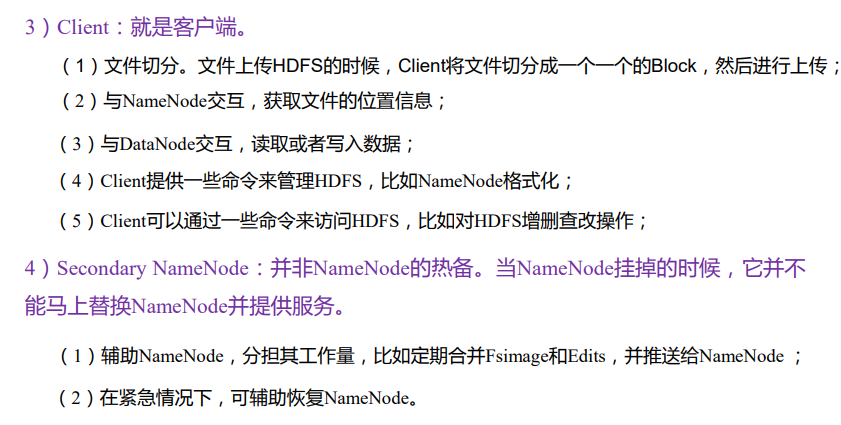 3）Client：就是客户端。
（1）文件切分。文件上传HDFS的时候，Client将文件切分成一个一个的Block，然后进行上传；
（2）与NameNode交互，获取文件的位置信息；
（3）与DataNode交互，读取或者写入数据；
（4）Client提供一些命令来管理HDFS，比如NameNode格式化；
（5）Client可以通过一些命令来访问HDFS，比如对HDFS增删查改操作；
4）Secondary NameNode：并非NameNode的热备。当NameNode挂掉的时候，它并不
能马上替换NameNode并提供服务。
（1）辅助NameNode，分担其工作量，比如定期合并Fsimage和Edits，并推送给NameNode ；
（2）在紧急情况下，可辅助恢复NameNode。